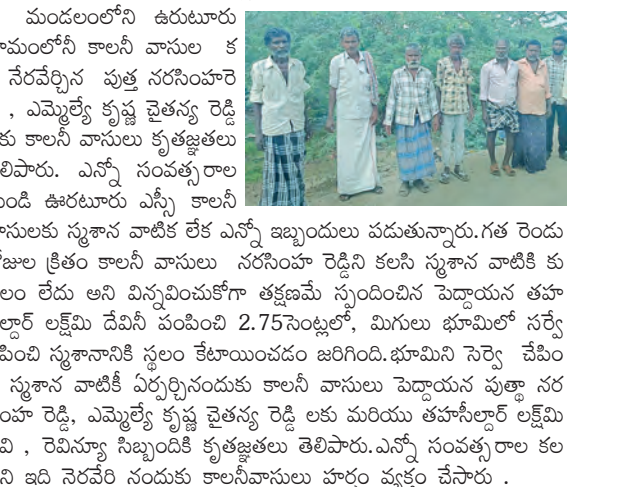 మండలంలోని ఉరుటూరు
ామంలోనీ కాలనీ వాసుల క
నేరవేర్చిన పుత్త నరసింహరె
, ఎమ్మెల్యే కృష్ణ చైతన్య రెడ్డి
కు కాలనీ వాసులు కృతజ్ఞతలు
లిపారు. ఎన్నో సంవత్సరాల
ుండి ఊరటూరు ఎస్సీ కాలనీ
ాసులకు స్మశాన వాటిక లేక ఎన్నో ఇబ్బందులు పడుతున్నారు.గత రెండు
ోజుల క్రితం కాలనీ వాసులు నరసింహ రెడ్డిని కలసి స్మశాన వాటికి కు
లం లేదు అని విన్నవించుకోగా తక్షణమే స్పందించిన పెద్దాయన తహ
ల్దార్ లక్ష్మి దేవినీ పంపించి 2.75సెంట్లలో, మిగులు భూమిలో సర్వే
పించి స్మశానానికి స్థలం కేటాయించడం జరిగింది.భూమిని సెర్వె చేపిం
స్మశాన వాటికీ ఏర్పర్చినందుకు కాలనీ వాసులు పెద్దాయన పుత్థా నర
ంహ రెడ్డి, ఎమ్మెల్యే కృష్ణ చైతన్య రెడ్డి లకు మరియు తహసీల్దార్ లక్ష్మి
వి , రెవిన్యూ సిబ్బందికి కృతజ్ఞతలు తెలిపారు.ఎన్నో సంవత్సరాల కల
ని ఇది నెరవేరి నందుకు కాలనీవాసులు హర్షం వ్యక్తం చేసారు .